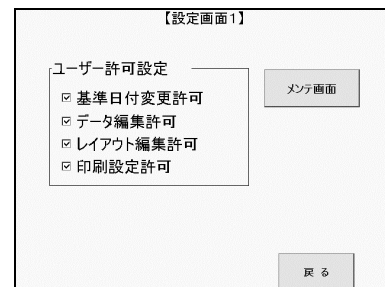 【設定画面1】
ユーザー許可設定
基準日付変更許可
メンテ画面
データ編集許可
レイアウト編集許可
印刷設定許可
戻る